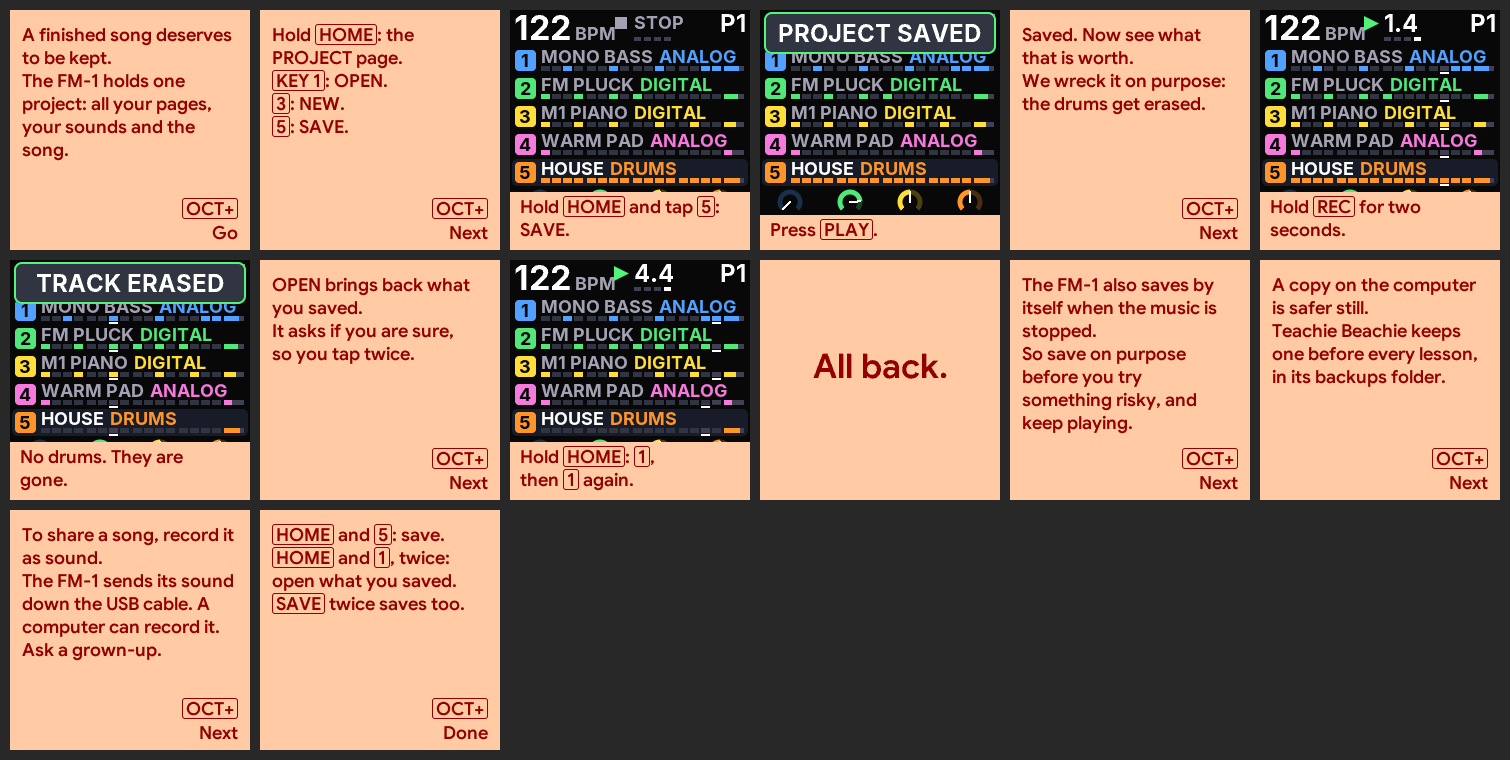 A finished song deserves
to be kept.
The FM-1 holds one
project: all your pages,
your sounds and the
song.
OCT+
Go
Hold HOME: the
PROJECT page.
KEY 1: OPEN.
3: NEW.
5: SAVE.
OCT+
Next
122 BPM STOP P1
1 MONO BASS ANALOG
2 FM PLUCK DIGITAL
3 M1 PIANO DIGITAL
4 WARM PAD ANALOG
5 HOUSE DRUMS
Hold HOME and tap 5:
SAVE.
PROJECT SAVED
1 MONO BASS ANALOG
2 FM PLUCK DIGITAL
3 M1 PIANO DIGITAL
4 WARM PAD ANALOG
5 HOUSE DRUMS
Press PLAY.
Saved. Now see what
that is worth.
We wreck it on purpose:
the drums get erased.
OCT+
Next
122 BPM 1.4 P1
1 MONO BASS ANALOG
2 FM PLUCK DIGITAL
3 M1 PIANO DIGITAL
4 WARM PAD ANALOG
5 HOUSE DRUMS
Hold REC for two
seconds.
TRACK ERASED
1 MONO BASS ANALOG
2 FM PLUCK DIGITAL
3 M1 PIANO DIGITAL
4 WARM PAD ANALOG
5 HOUSE DRUMS
No drums. They are
gone.
OPEN brings back what
you saved.
It asks if you are sure,
so you tap twice.
OCT+
Next
122 BPM 4.4 P1
1 MONO BASS ANALOG
2 FM PLUCK DIGITAL
3 M1 PIANO DIGITAL
4 WARM PAD ANALOG
5 HOUSE DRUMS
Hold HOME: 1,
then 1 again.
All back.
The FM-1 also saves by
itself when the music is
stopped.
So save on purpose
before you try
something risky, and
keep playing.
OCT+
Next
A copy on the computer
is safer still.
Teachie Beachie keeps
one before every lesson,
in its backups folder.
OCT+
Next
To share a song, record it
as sound.
The FM-1 sends its sound
down the USB cable. A
computer can record it.
Ask a grown-up.
OCT+
Next
HOME and 5: save.
HOME and 1, twice:
open what you saved.
SAVE twice saves too.
OCT+
Done